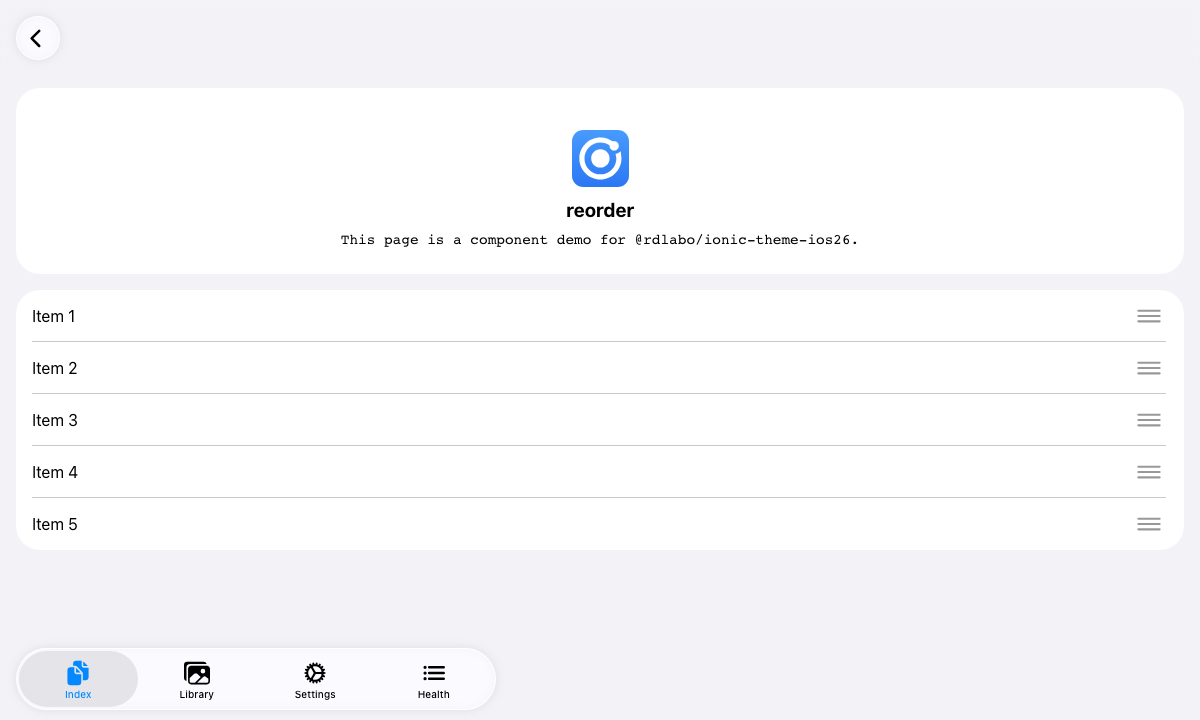 reorder
This page is a component demo for @rdlabo/ionic-theme-ios26.
Item 1
Item 2
Item 3
Item 4
Item 5
Index
Library
Settings
Health